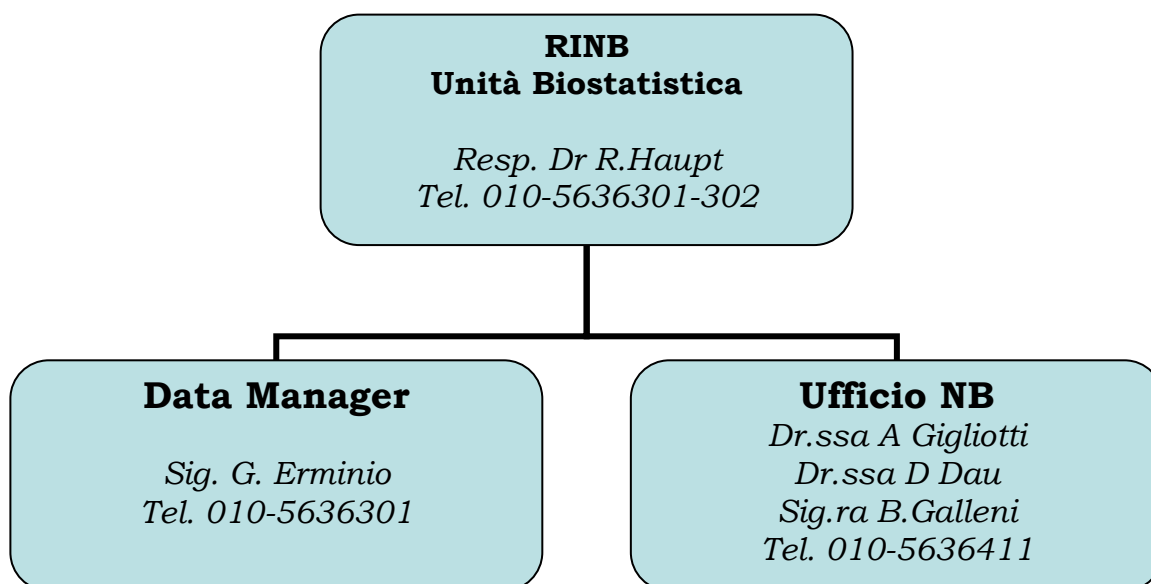 RINB
Unità Biostatistica
Resp. Dr R.Haupt
Tel. 010-5636301-302
Data Manager
Sig. G. Erminio
Tel. 010-5636301
Ufficio NB
Dr.ssa A Gigliotti
Dr.ssa D Dau
Sig.ra B.Galleni
Tel. 010-5636411